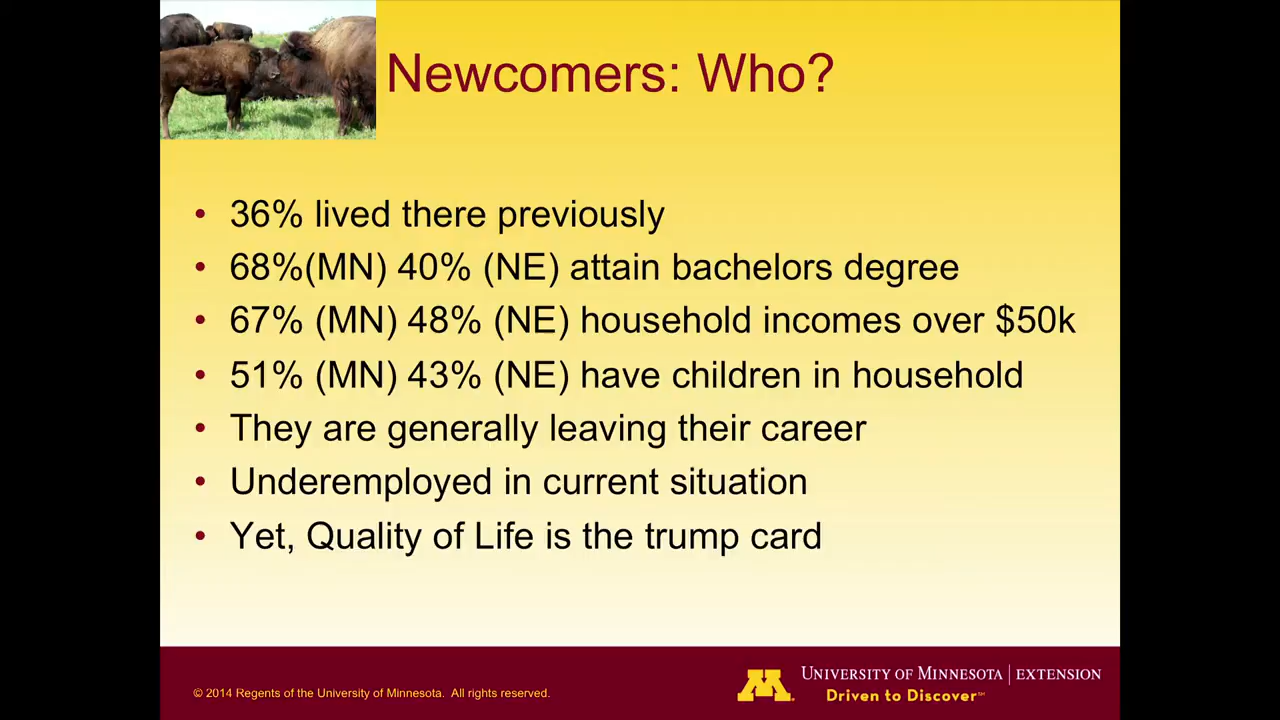 Newcomers: Who?
• 36% lived there previously
• 68%(MN) 40% (NE) attain bachelors degree
• 67% (MN) 48% (NE) household incomes over $50k
• 51% (MN) 43% (NE) have children in household
• They are generally leaving their career
• Underemployed in current situation
• Yet, Quality of Life is the trump card
© 2014 Regents of the University of Minnesota. All rights reserved.
M
UNIVERSITY OF MINNESOTA | EXTENSION
Driven to Discover℠